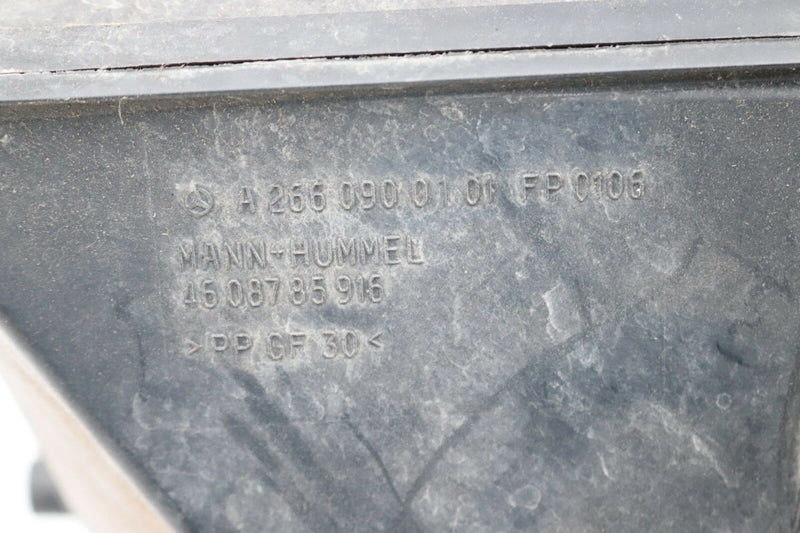 A 266 090 01 01 FP 0106
MANN+HUMMEL
46 087 85 916
>PP GF 30<